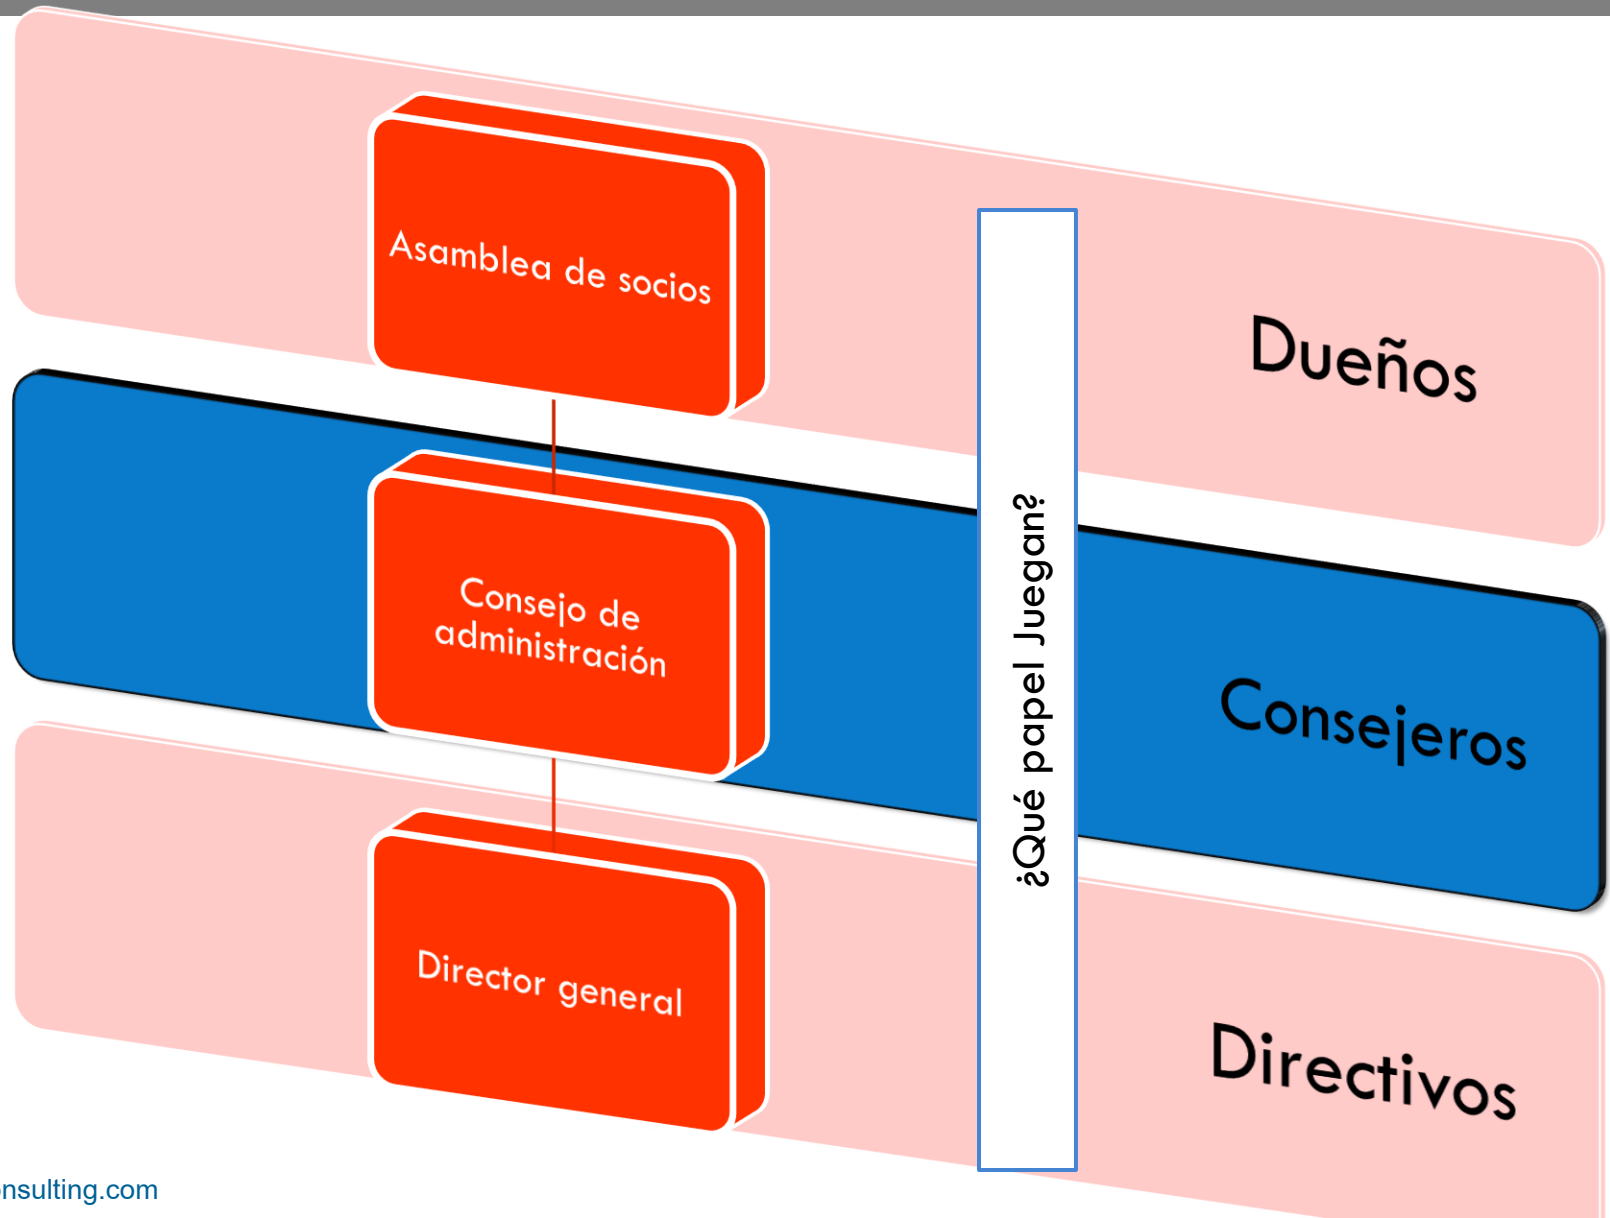 Asamblea de socios
Dueños
Consejo de
administración
¿Qué papel Juegan?
Consejeros
Director general
Directivos
nsulting.com